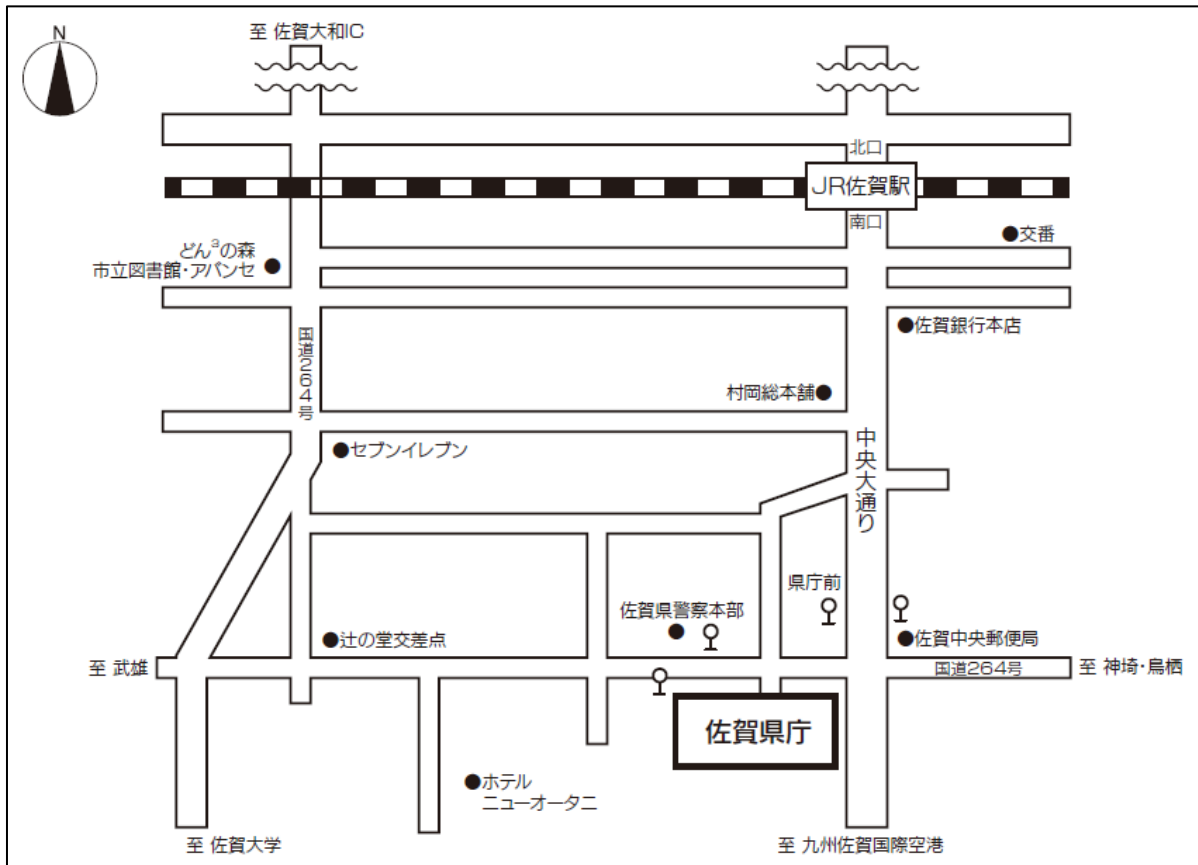 至 佐賀大和IC
N
北口
JR佐賀駅
南口
交番
どん³の森
市立図書館・アバンセ
佐賀銀行本店
国道264号
村岡総本舗
中央大通り
セブンイレブン
県庁前
佐賀県警察本部
辻の堂交差点
佐賀中央郵便局
至 武雄
国道264号
至 神埼・鳥栖
佐賀県庁
ホテル
ニューオータニ
至 佐賀大学
至 九州佐賀国際空港